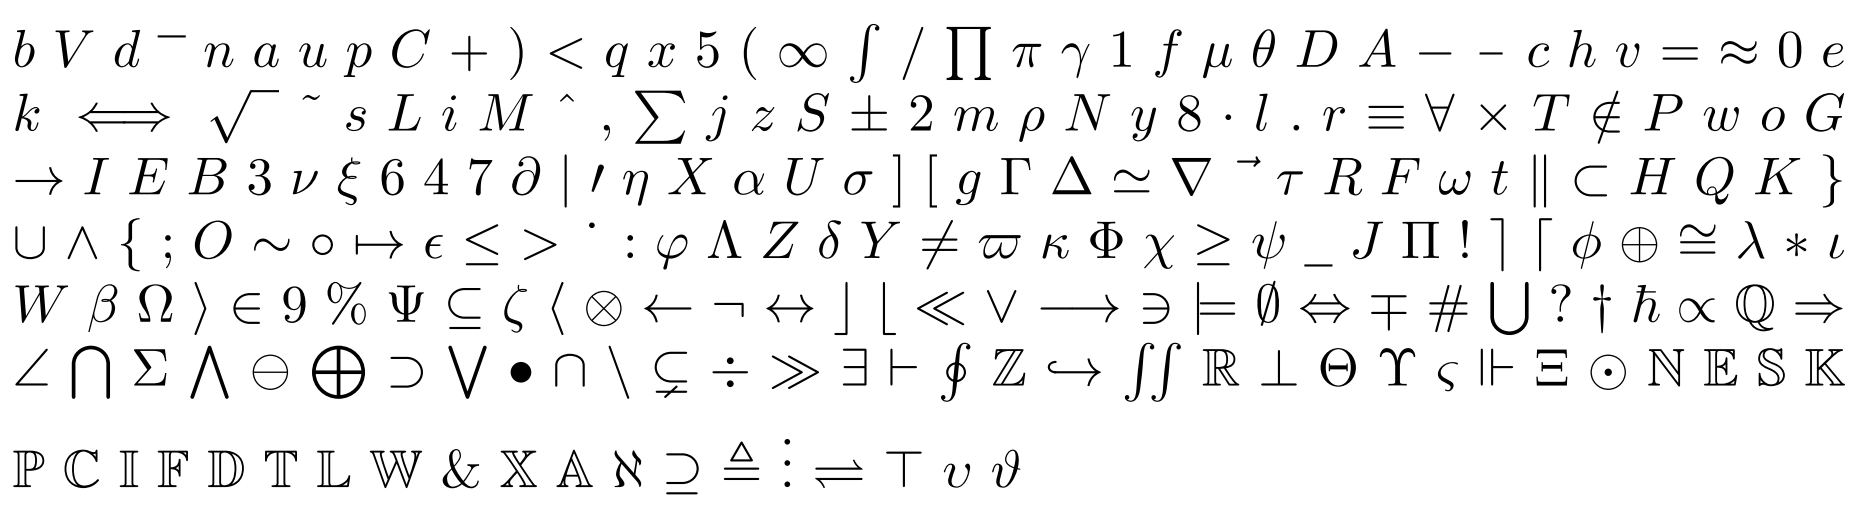 b V d ¯ n a u p C + ) < q x 5 ( ∞ ∫ / ∏ π γ 1 f μ θ D A − – c h v = ≈ 0 e
k ⟺ √ ˜ s L i M ˆ , ∑ j z S ± 2 m ρ N y 8 · l . r ≡ ∀ × T ∉ P w o G
→ I E B 3 ν ξ 6 4 7 ∂ | ′ η X α U σ ] [ g Γ Δ ≃ ∇ ⃗ τ R F ω t ∥ ⊂ H Q K }
∪ ∧ { ; O ∼ ∘ ↦ ϵ ≤ > ˙ : φ Λ Z δ Y ≠ ϖ κ Φ χ ≥ ψ _ J Π ! ⌉ ⌈ ϕ ⊕ ≅ λ * ι
W β Ω ⟩ ∈ 9 % Ψ ⊆ ζ ⟨ ⊗ ← ¬ ↔ ⌋ ⌊ ≪ ∨ ⟶ ∋ ⊨ ∅ ⇔ ∓ # ⋃ ? † ℏ ∝ ℚ ⇒
∠ ⋂ Σ ⋀ ⊖ ⨁ ⊃ ⋁ • ∩ \ ⊊ ÷ ≫ ∃ ⊢ ∮ ℤ ↪ ∬ ℝ ⊥ Θ ϒ ς ⊩ Ξ ⊙ ℕ 𝔼 𝕊 𝕂
ℙ ℂ 𝕀 𝔽 𝔻 𝕋 𝕃 𝕎 & 𝕏 𝔸 ℵ ⊇ ≜ ⋮ ⇌ ⊤ υ ϑ